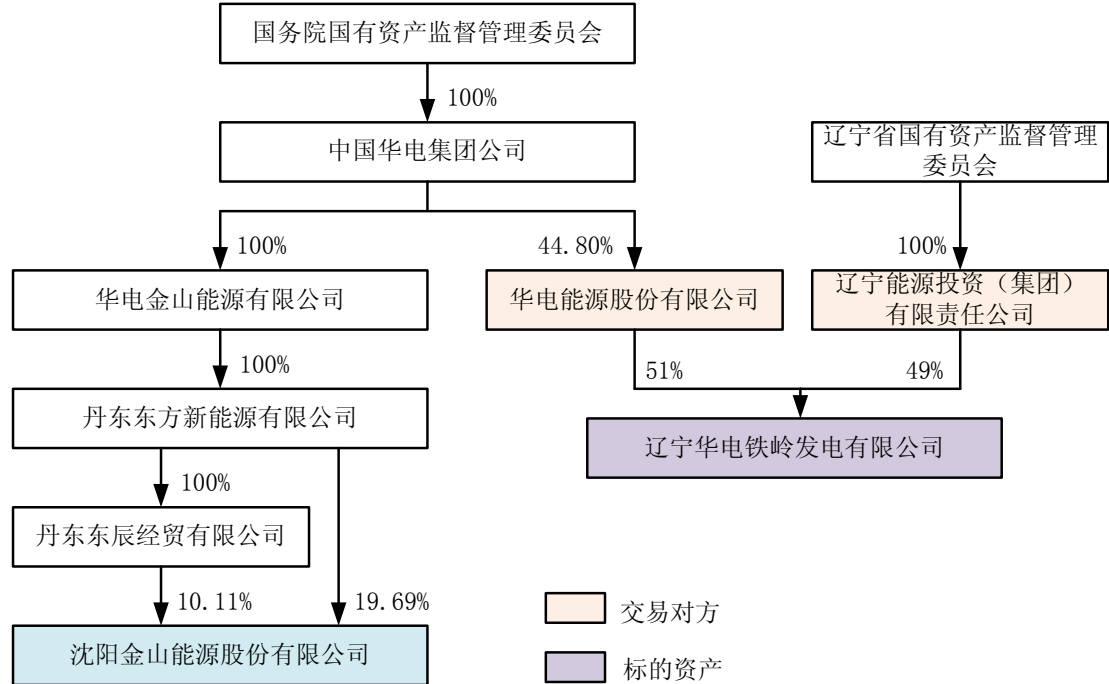 国务院国有资产监督管理委员会
100%
中国华电集团公司
辽宁省国有资产监督管理
委员会
100%
44.80%
100%
华电金山能源有限公司
华电能源股份有限公司
辽宁能源投资（集团）
有限责任公司
100%
51%
49%
丹东东方新能源有限公司
辽宁华电铁岭发电有限公司
100%
丹东东辰经贸有限公司
10.11%
19.69%
交易对方
沈阳金山能源股份有限公司
标的资产